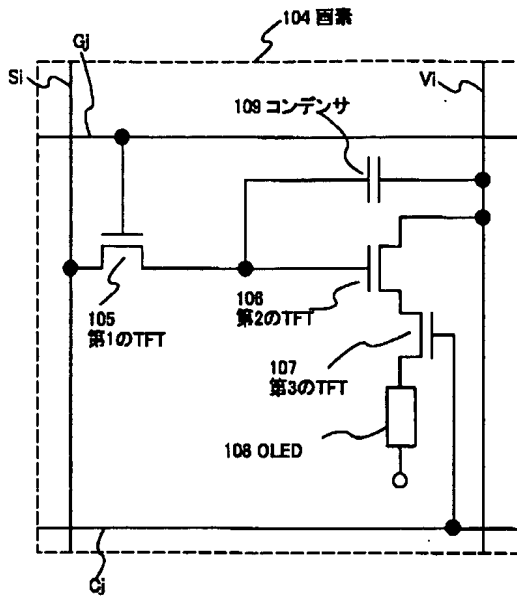 104 画素
Gj
Si
Vi
109 コンデンサ
106
第2のTFT
105
第1のTFT
107
第3のTFT
108 OLED
Cj